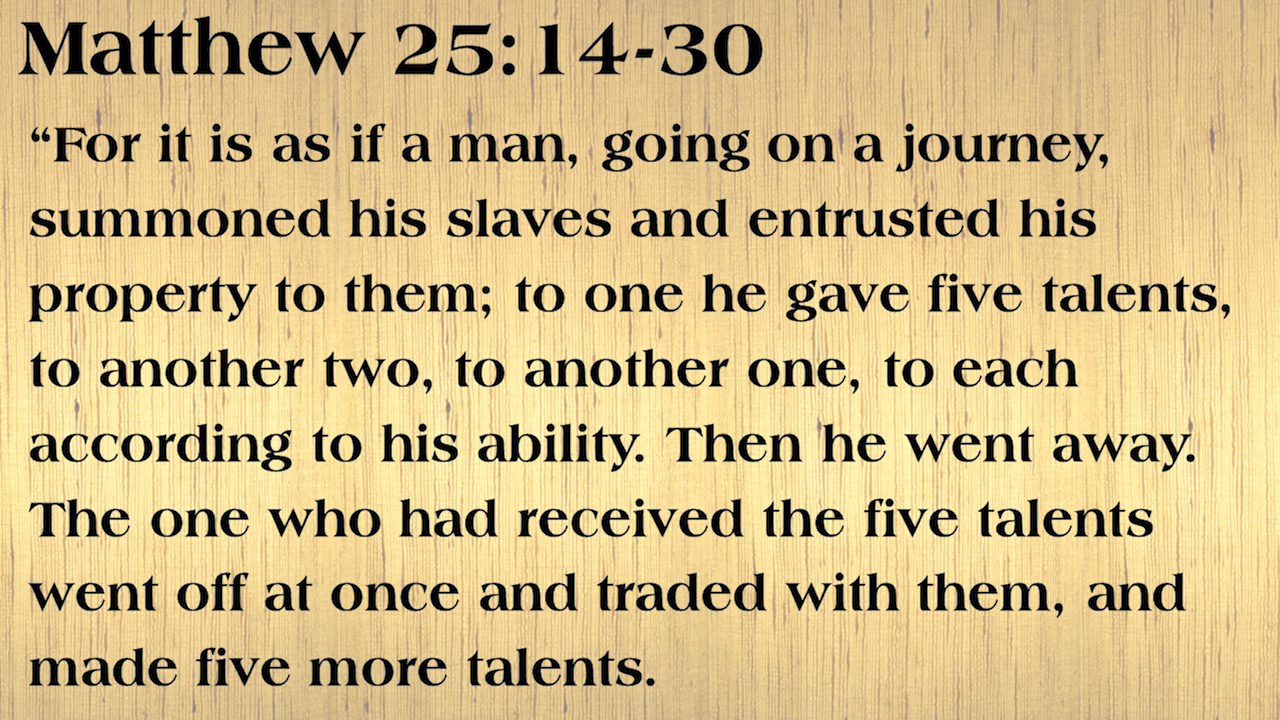 Matthew 25:14-30
“For it is as if a man, going on a journey,
summoned his slaves and entrusted his
property to them; to one he gave five talents,
to another two, to another one, to each
according to his ability. Then he went away.
The one who had received the five talents
went off at once and traded with them, and
made five more talents.